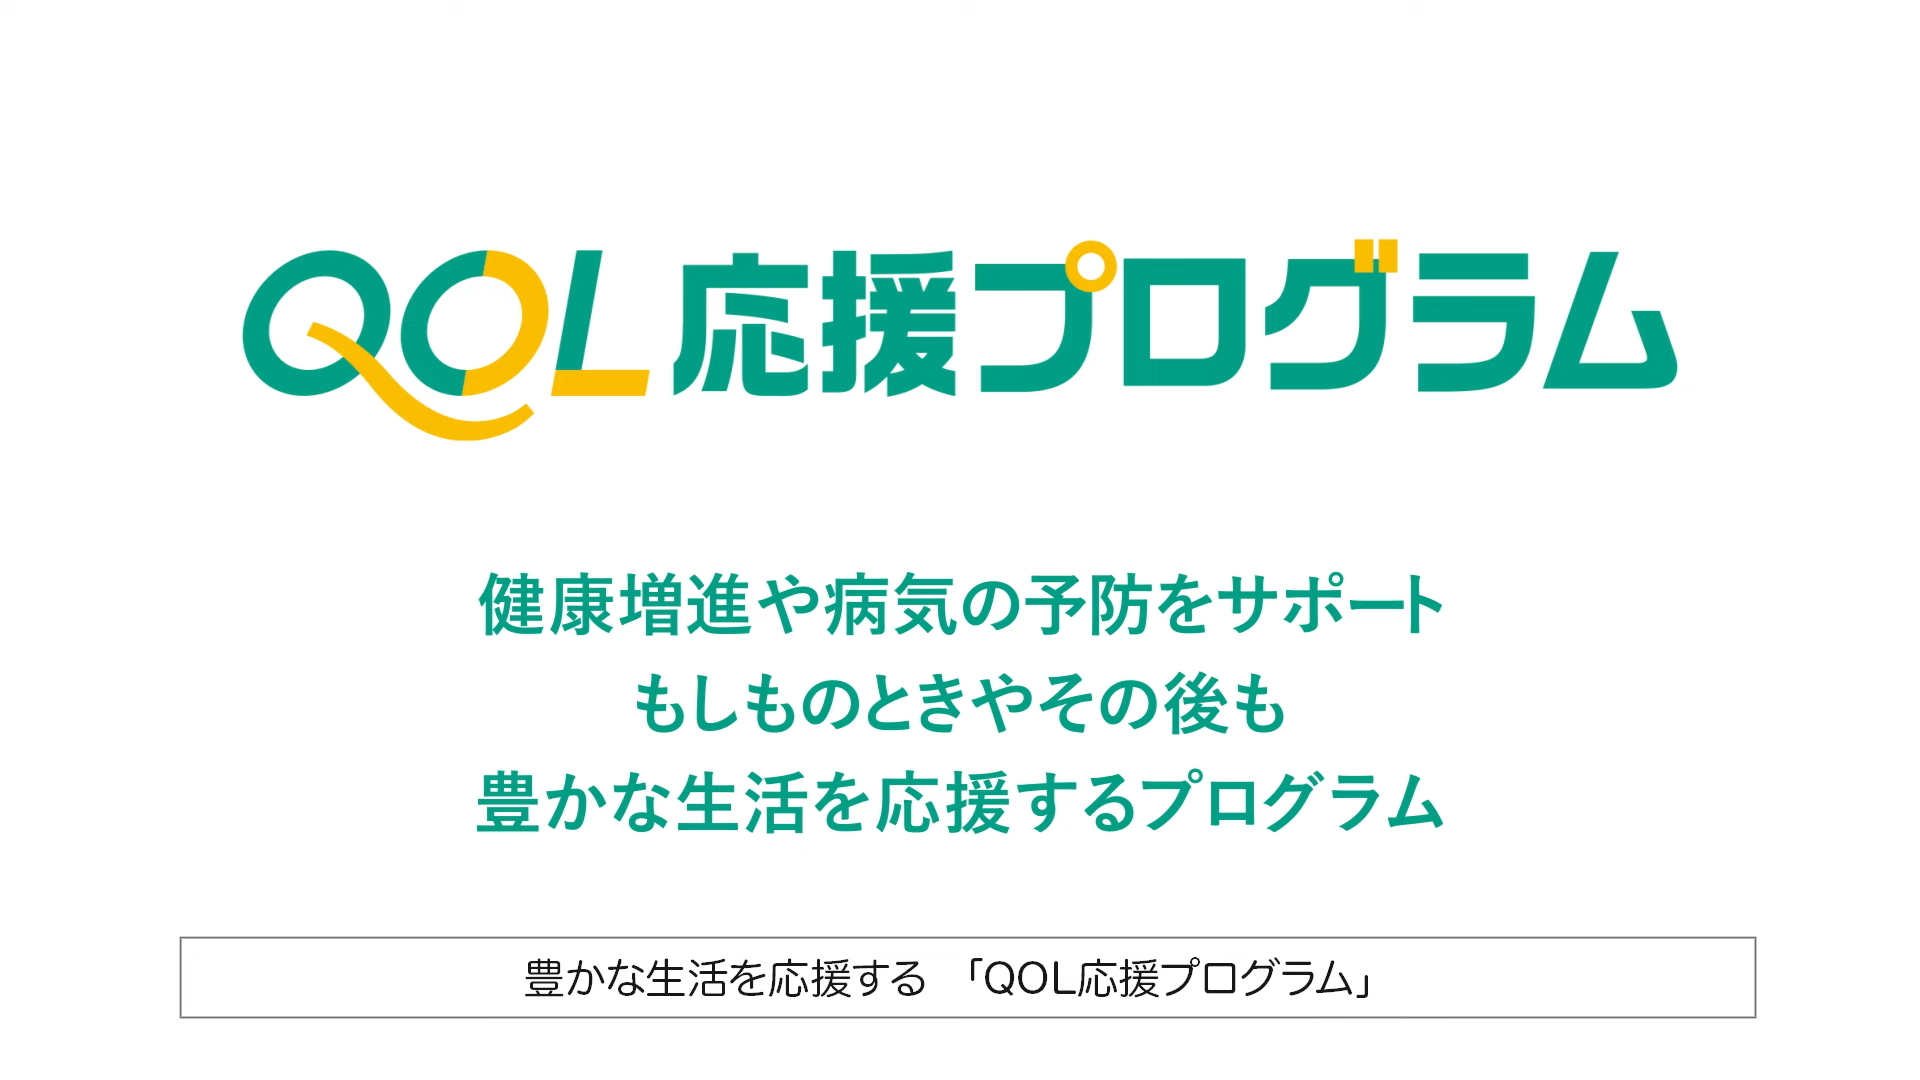 QOL応援プログラム
健康増進や病気の予防をサポート
もしものときやその後も
豊かな生活を応援するプログラム
豊かな生活を応援する 「QOL応援プログラム」